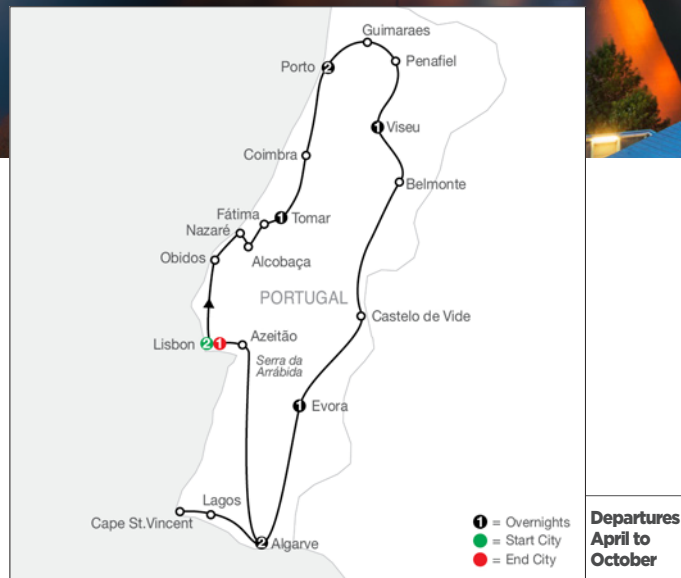 Guimaraes
Porto
2
Penafiel
1
Viseu
Coimbra
Belmonte
Fátima
1
Tomar
Nazaré
Obidos
Alcobaça
PORTUGAL
Castelo de Vide
Lisbon
2
1
Azeitão
Serra da
Arrábida
1
Evora
Lagos
Cape St.Vincent
2
Algarve
1 = Overnights
= Start City
= End City
Departures
April to
October